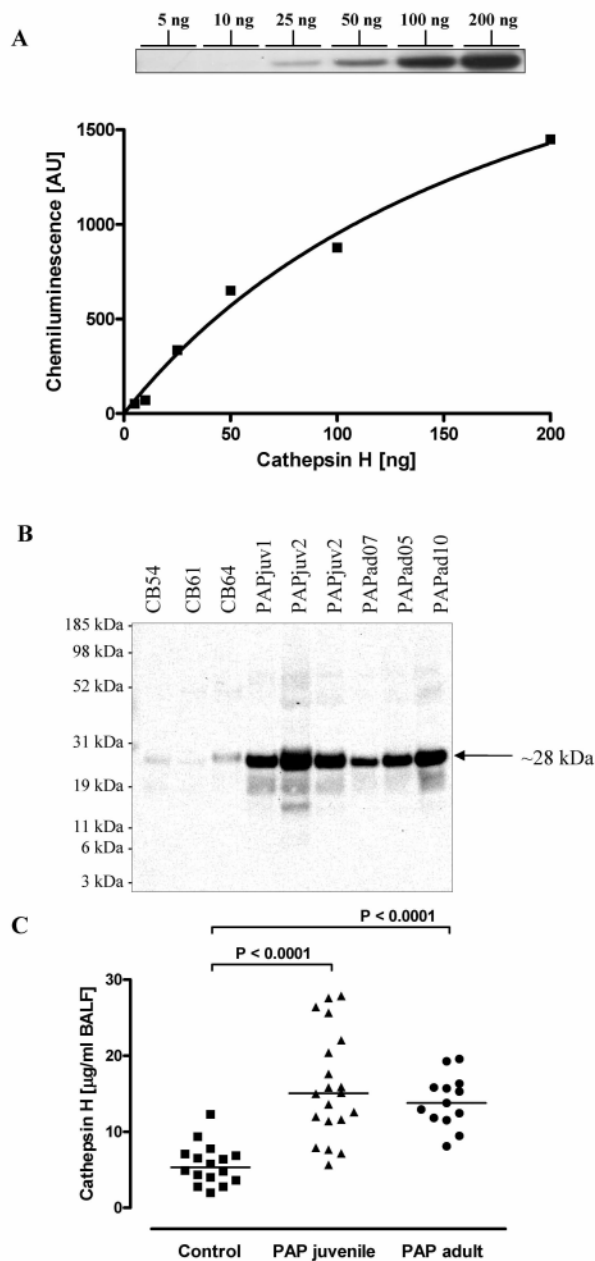 A
5 ng 10 ng 25 ng 50 ng 100 ng 200 ng
1500
1000
500
0
Chemiluminescence [AU]
0 50 100 150 200
Cathepsin H [ng]
B
CB54 CB61 CB64 PAPjuv1 PAPjuv2 PAPjuv2 PAPad07 PAPad05 PAPad10
185 kDa
98 kDa
52 kDa
31 kDa
~28 kDa
19 kDa
11 kDa
6 kDa
3 kDa
C
P < 0.0001
P < 0.0001
30
20
10
0
Cathepsin H [µg/ml BALF]
Control PAP juvenile PAP adult